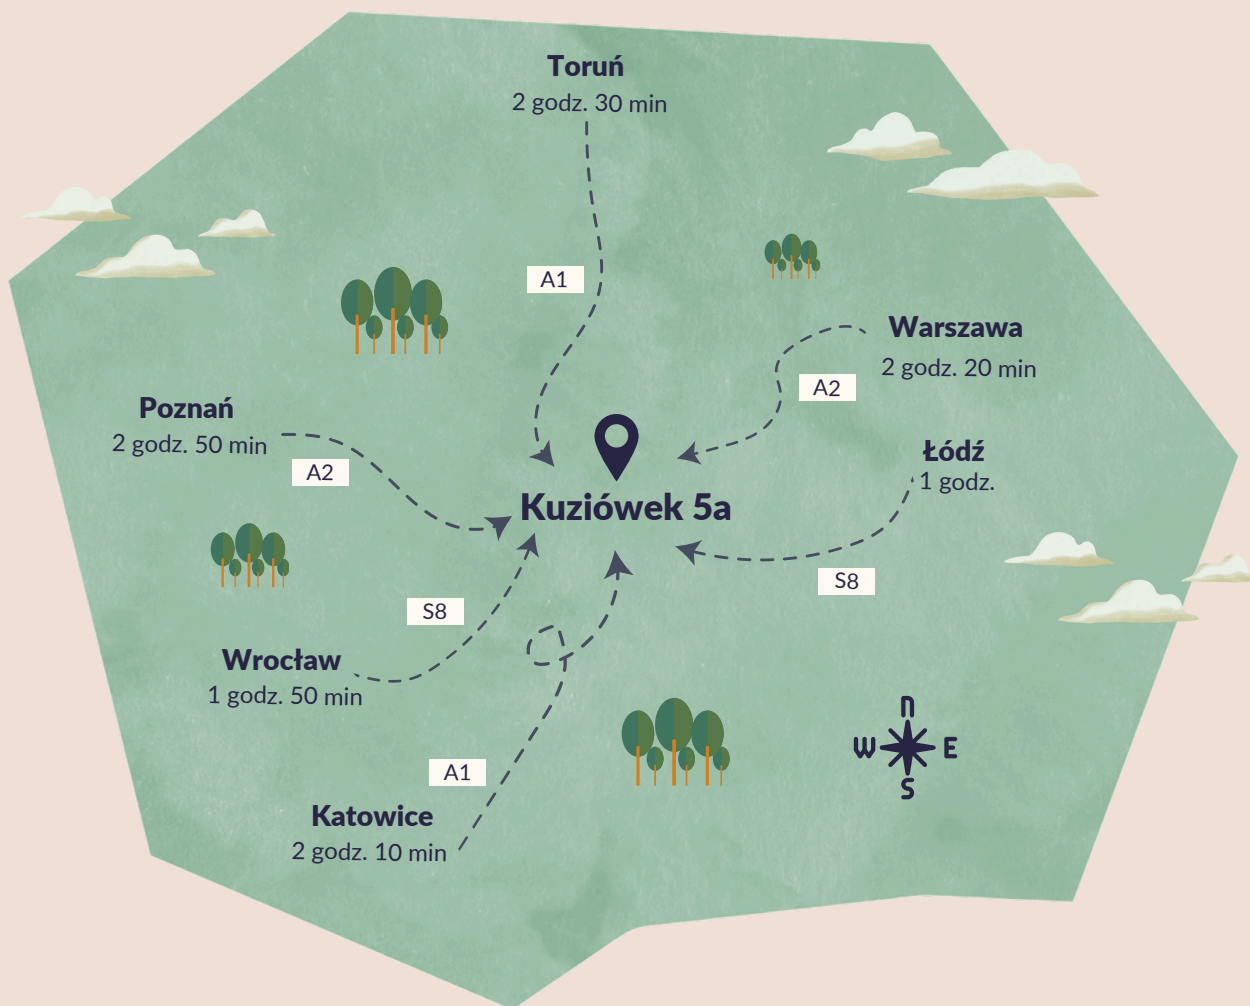 Toruń
2 godz. 30 min
A1
Warszawa
2 godz. 20 min
A2
Poznań
2 godz. 50 min
A2
Łódź
1 godz.
Kuziówek 5a
S8
S8
Wrocław
1 godz. 50 min
N
W E
S
A1
Katowice
2 godz. 10 min